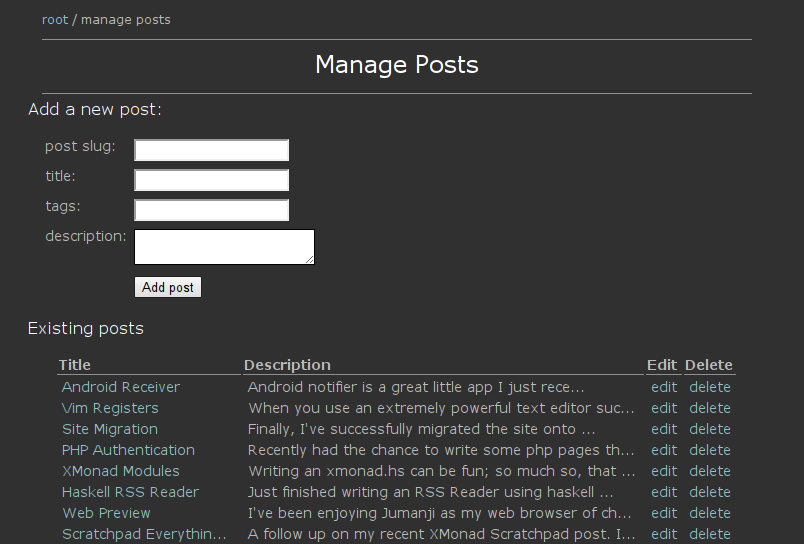 root / manage posts
Manage Posts
Add a new post:
post slug:
title:
tags:
description:
Add post
Existing posts
Title Description Edit Delete
Android Receiver Android notifier is a great little app I just rece... edit delete
Vim Registers When you use an extremely powerful text editor suc... edit delete
Site Migration Finally, I've successfully migrated the site onto ... edit delete
PHP Authentication Recently had the chance to write some php pages th... edit delete
XMonad Modules Writing an xmonad.hs can be fun; so much so, that ... edit delete
Haskell RSS Reader Just finished writing an RSS Reader using haskell ... edit delete
Web Preview I've been enjoying Jumanji as my web browser of ch... edit delete
Scratchpad Everythin... A follow up on my recent XMonad Scratchpad post. I... edit delete